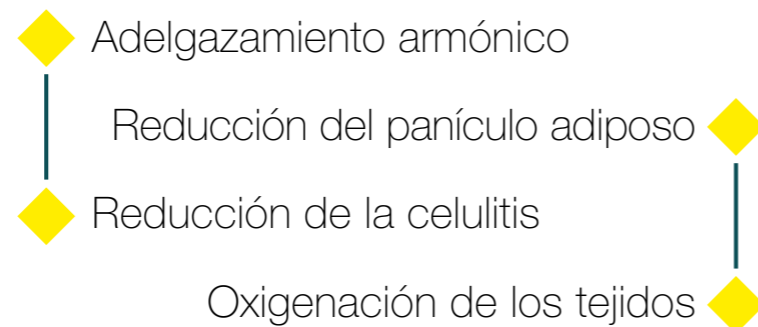 Adelgazamiento armónico
Reducción del panículo adiposo
Reducción de la celulitis
Oxigenación de los tejidos